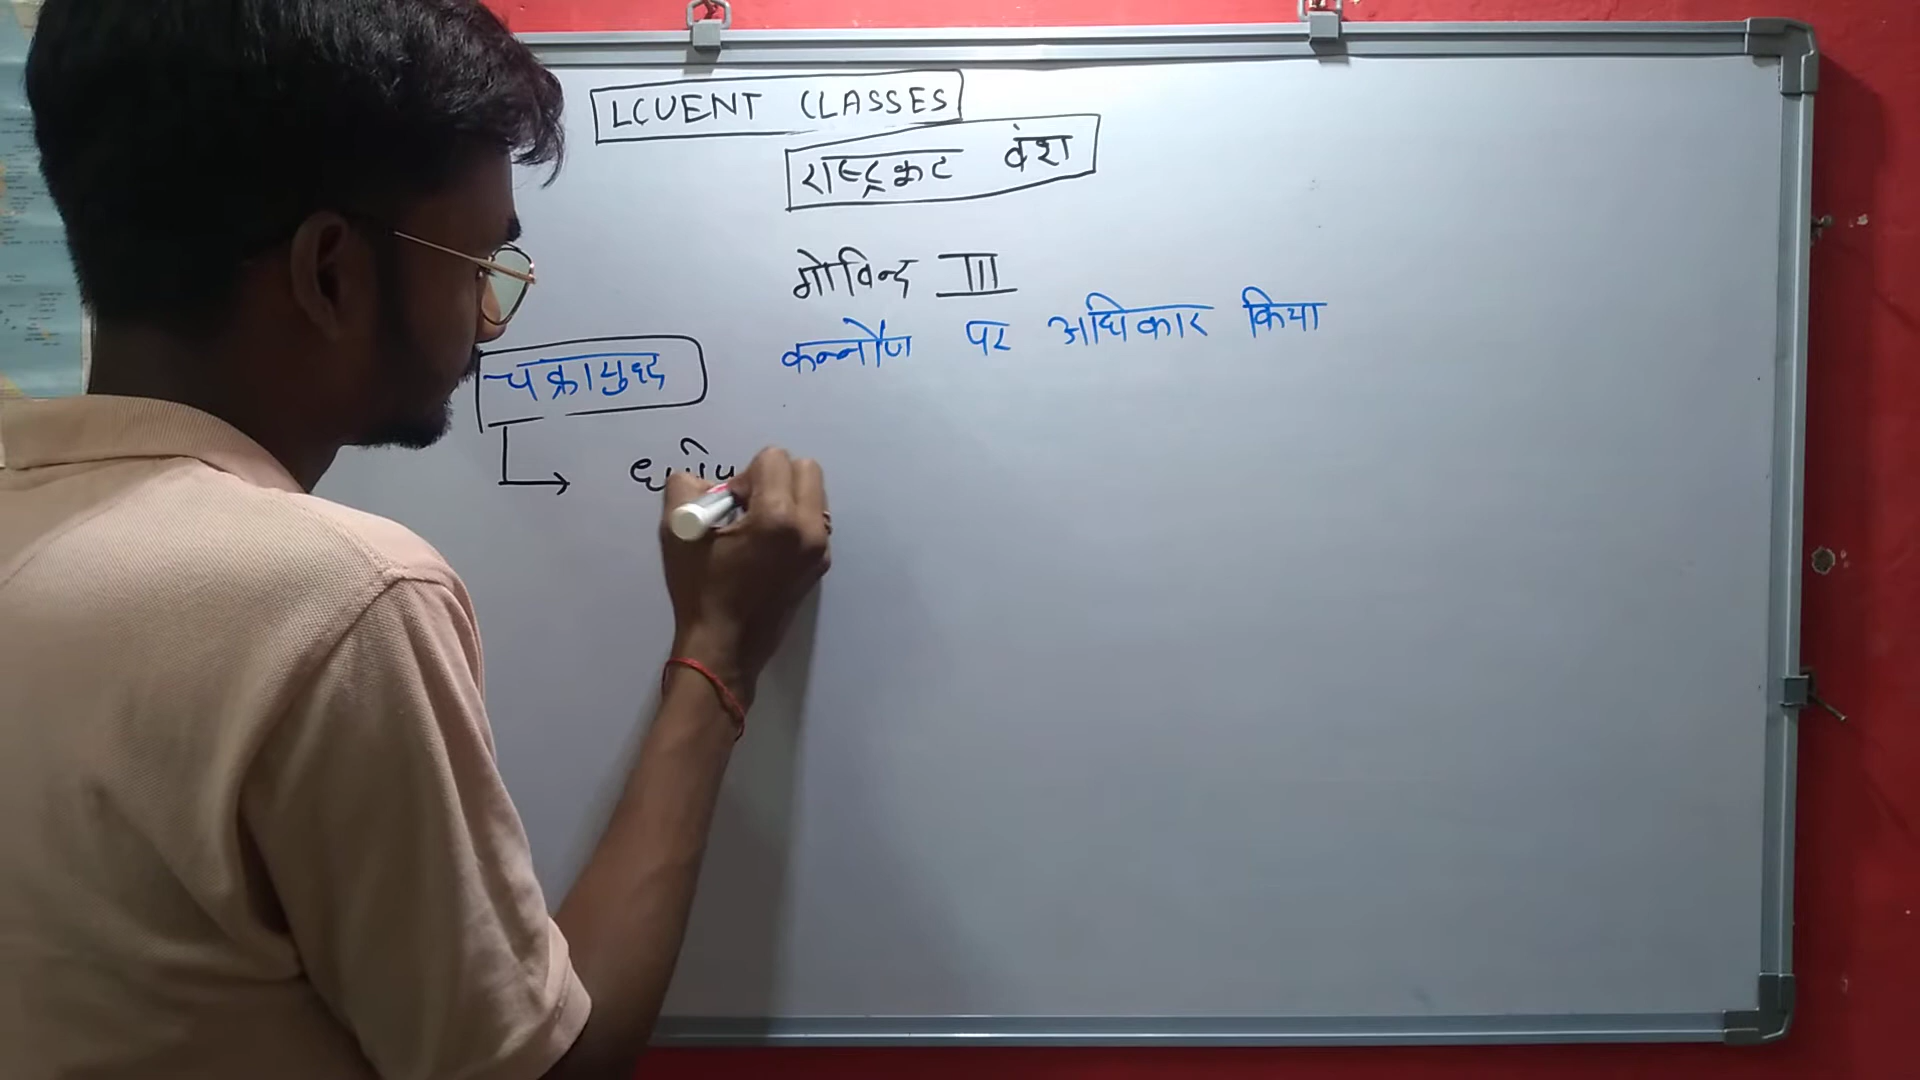 LCUENT CLASSES
राष्ट्रकूट वंश
गोविन्द III
कन्नौज पर अधिकार किया
चक्रायुद्ध